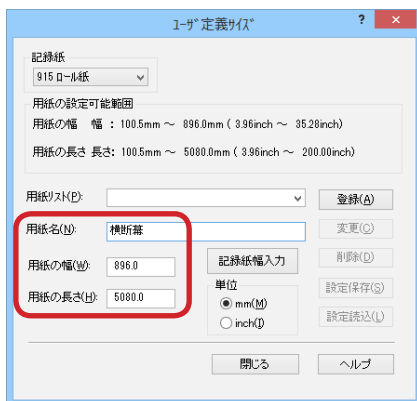 ﾕｰｻﾞ定義ｻｲｽﾞ
?
×
記録紙
915 ﾛｰﾙ紙
用紙の設定可能範囲
用紙の幅 幅 : 100.5mm ～ 896.0mm ( 3.96inch ～ 35.28inch)
用紙の長さ 長さ: 100.5mm ～ 5080.0mm ( 3.96inch ～ 200.00inch)
用紙ﾘｽﾄ(P):
登録(A)
用紙名(N): 横断幕
変更(C)
用紙の幅(W): 896.0
記録紙幅入力
削除(D)
用紙の長さ(H): 5080.0
単位
mm(M)
inch(I)
設定保存(S)
設定読込(L)
閉じる
ヘルプ